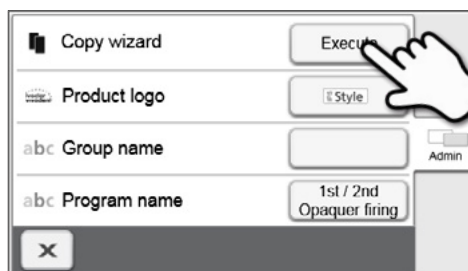 Copy wizard
Execute
Product logo
Style
abc Group name
Admin
abc Program name
1st / 2nd
Opaquer firing